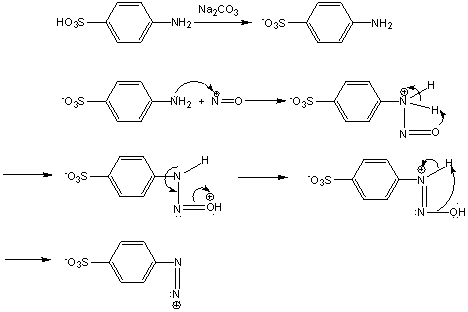 Na2CO3
HO3S NH2 -O3S NH2
-O3S NH2 + N O -O3S N H H N O
-O3S N H N OH -O3S N H :N OH
-O3S N :N